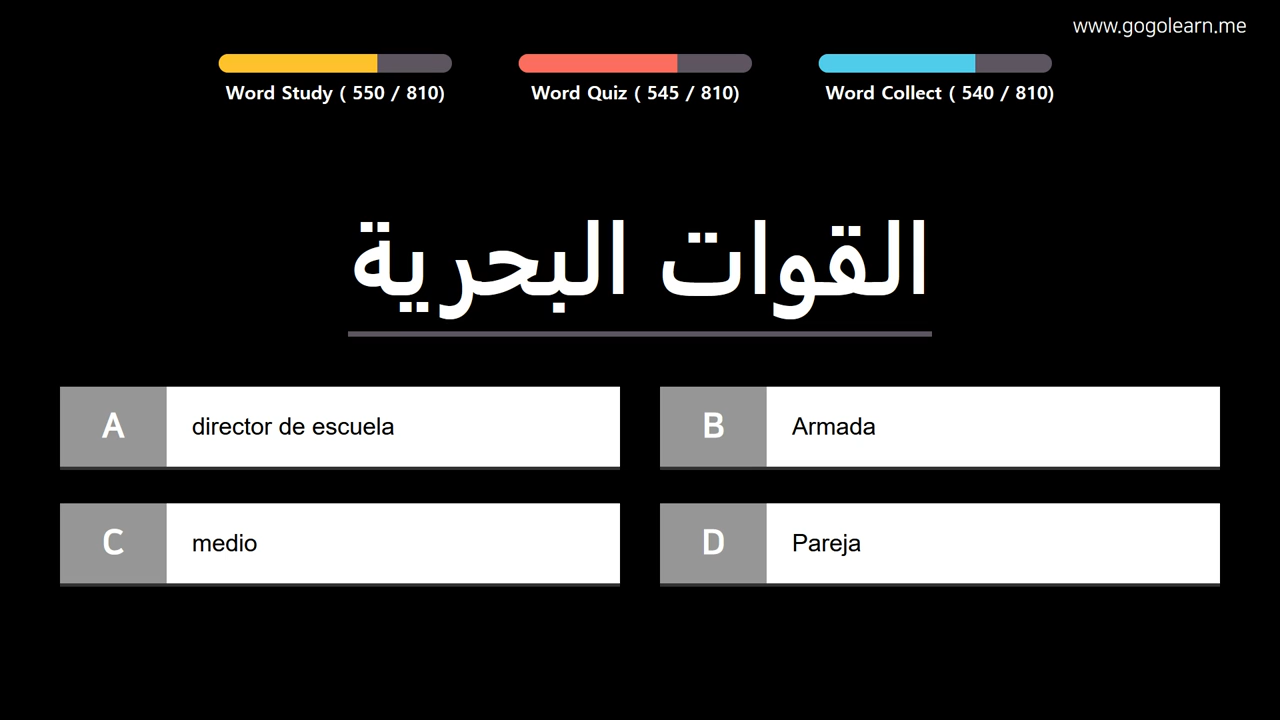 www.gogolearn.me
Word Study ( 550 / 810)
Word Quiz ( 545 / 810)
Word Collect ( 540 / 810)
القوات البحرية
A
director de escuela
B
Armada
C
medio
D
Pareja